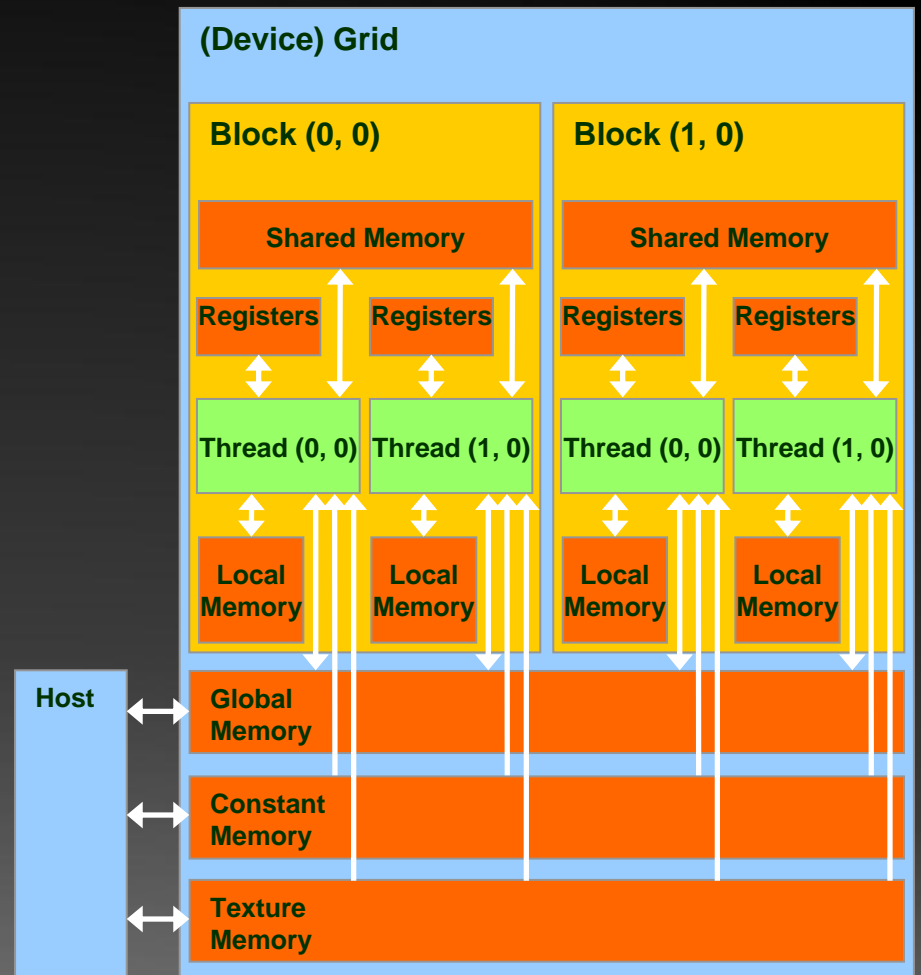 (Device) Grid
Block (0, 0)
Block (1, 0)
Shared Memory
Shared Memory
Registers
Registers
Registers
Registers
Thread (0, 0)
Thread (1, 0)
Thread (0, 0)
Thread (1, 0)
Local
Memory
Local
Memory
Local
Memory
Local
Memory
Host
Global
Memory
Constant
Memory
Texture
Memory